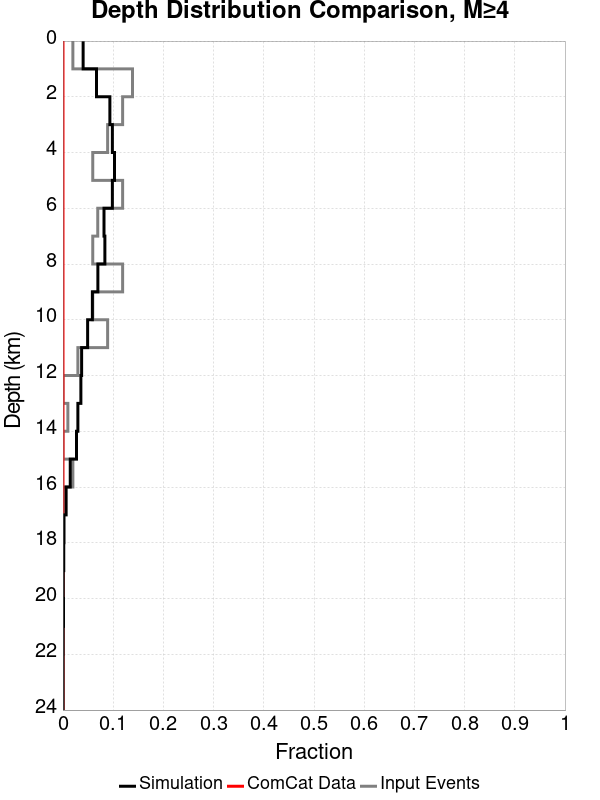 Depth Distribution Comparison, M≥4
0
2
4
6
8
10
12
14
16
18
20
22
24
Depth (km)
0 0.1 0.2 0.3 0.4 0.5 0.6 0.7 0.8 0.9 1
Fraction
Simulation ComCat Data Input Events